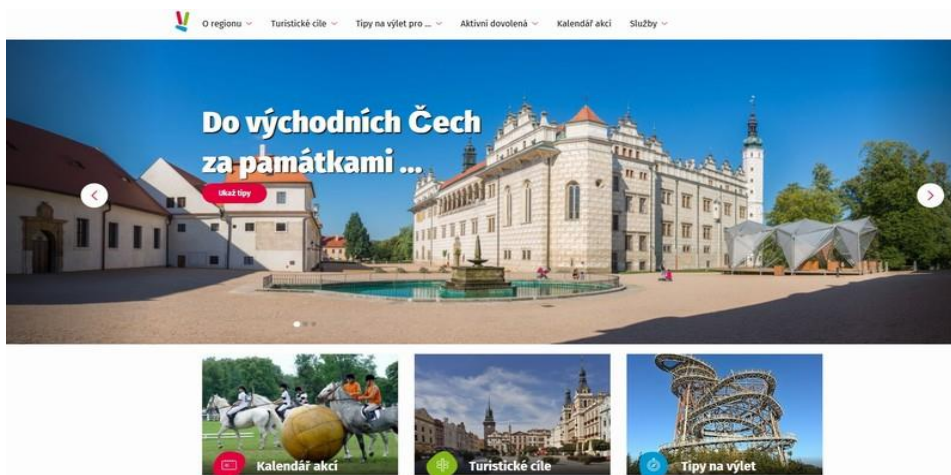 O regionu
Turistické cíle
Tipy na výlet pro ...
Aktivní dovolená
Kalendář akcí
Služby
Do východních Čech
za památkami ...
Ukaž tipy
Kalendář akcí
Turistické cíle
Tipy na výlet